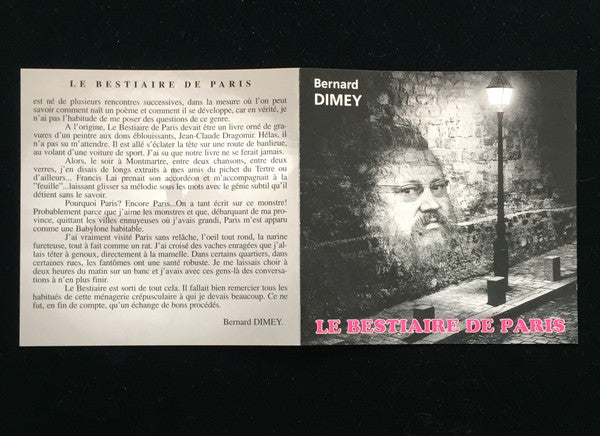 LE BESTIAIRE DE PARIS
est né de plusieurs rencontres successives, dans la mesure où l'on peut
savoir comment naît un poème et comment il se développe, car en vérité, je
n'ai pas l'habitude de me poser des questions de ce genre.
A l'origine, Le Bestiaire de Paris devait être un livre orné de gra-
vures d'un peintre aux dons éblouissants, Jean-Claude Dragomir. Hélas, il
n'a pas su m'attendre. Il est allé s'éclater la tête sur une route de banlieue,
au volant d'une voiture de sport. J'ai su que notre livre ne se ferait jamais.
Alors, le soir à Montmartre, entre deux chansons, entre deux
verres, j'en disais de longs extraits à mes amis du pichet du Tertre ou
d'ailleurs... Francis Lai prenait son accordéon et m'accompagnait à la
"feuille"...laissant glisser sa mélodie sous les mots avec le génie subtil qu'il
détient sans le savoir.
Pourquoi Paris? Encore Paris...On a tant écrit sur ce monstre!
Probablement parce que j'aime les monstres et que, débarquant de ma pro-
vince, quittant les villes ennuyeuses où j'avais grandi, Paris m'est apparu
comme une Babylone habitable.
J'ai vraiment visité Paris sans relâche, l'oeil tout rond, la narine
fureteuse, tout à fait comme un rat. J'ai croisé des vaches enragées que j'al-
lais téter à genoux, directement à la mamelle. Dans certains quartiers, dans
certaines rues, les fantômes ont une santé robuste. Je me laissais choir à
deux heures du matin sur un banc et j'avais avec ces gens-là des conversa-
tions à n'en plus finir.
Le Bestiaire est sorti de tout cela. Il fallait bien remercier tous les
habitués de cette ménagerie crépusculaire à qui je devais beaucoup. Ce ne
fut, en fin de compte, qu'un échange de bons procédés.
Bernard DIMEY.
Bernard
DIMEY
LE BESTIAIRE DE PARIS